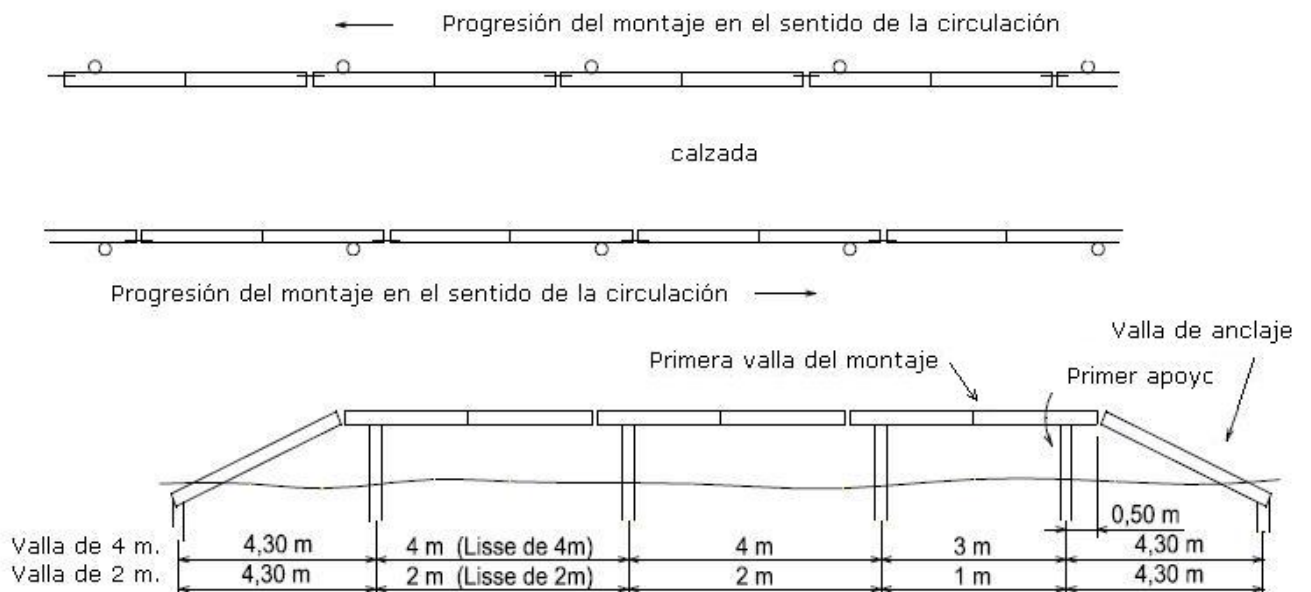 Progresión del montaje en el sentido de la circulación
calzada
Progresión del montaje en el sentido de la circulación
Valla de anclaje
Primera valla del montaje
Primer apoyc
0,50 m
Valla de 4 m. 4,30 m 4 m (Lisse de 4m) 4 m 3 m 4,30 m
Valla de 2 m. 4,30 m 2 m (Lisse de 2m) 2 m 1 m 4,30 m